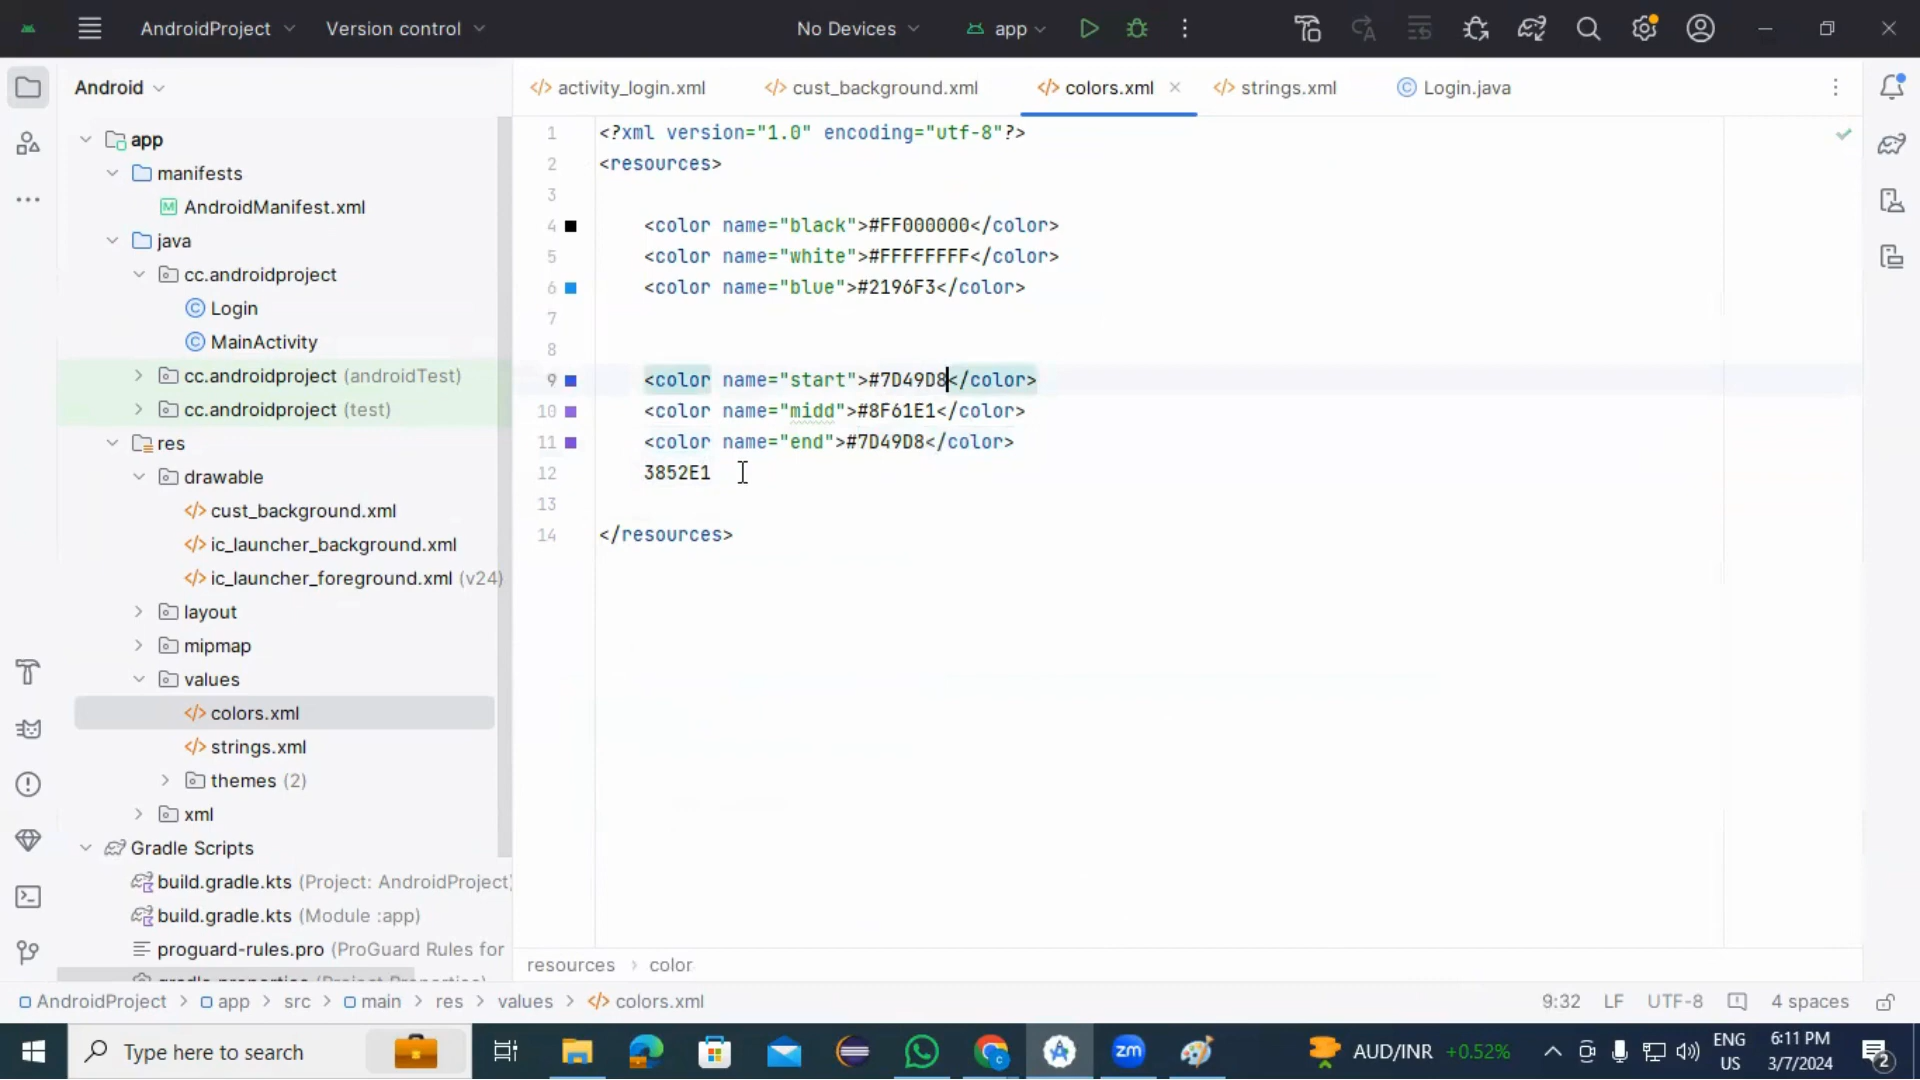 AndroidProject Version control No Devices app
Android
activity_login.xml cust_background.xml colors.xml strings.xml Login.java
app
manifests
AndroidManifest.xml
java
cc.androidproject
Login
MainActivity
cc.androidproject (androidTest)
cc.androidproject (test)
res
drawable
cust_background.xml
ic_launcher_background.xml
ic_launcher_foreground.xml (v24)
layout
mipmap
values
colors.xml
strings.xml
themes (2)
xml
Gradle Scripts
build.gradle.kts (Project: AndroidProject)
build.gradle.kts (Module :app)
proguard-rules.pro (ProGuard Rules for
gradle.properties (Project Properties)
1 <?xml version="1.0" encoding="utf-8"?>
2 <resources>
3
4 <color name="black">#FF000000</color>
5 <color name="white">#FFFFFFFF</color>
6 <color name="blue">#2196F3</color>
7
8
9 <color name="start">#7D49D8</color>
10 <color name="midd">#8F61E1</color>
11 <color name="end">#7D49D8</color>
12 3852E1
13
14 </resources>
resources > color
AndroidProject > app > src > main > res > values > colors.xml
9:32 LF UTF-8 4 spaces
Type here to search
zm
AUD/INR +0.52%
ENG
US
6:11 PM
3/7/2024
2